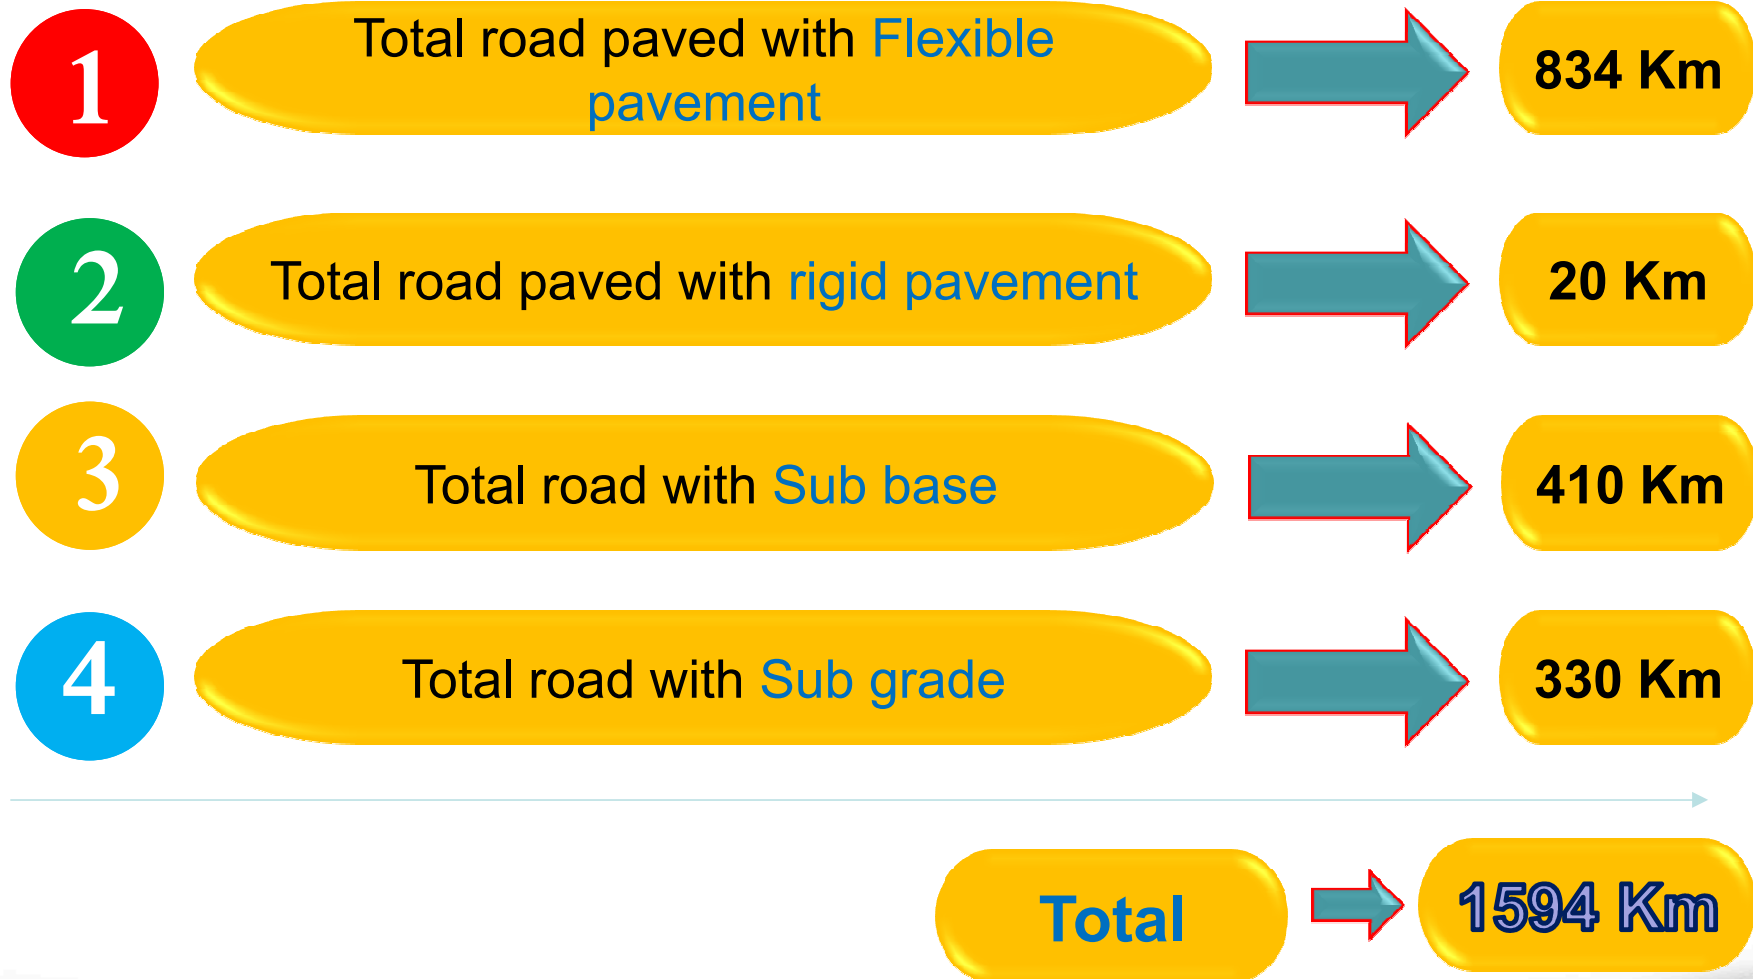 1
Total road paved with Flexible
pavement
834 Km
2
Total road paved with rigid pavement
20 Km
3
Total road with Sub base
410 Km
4
Total road with Sub grade
330 Km
Total
1594 Km